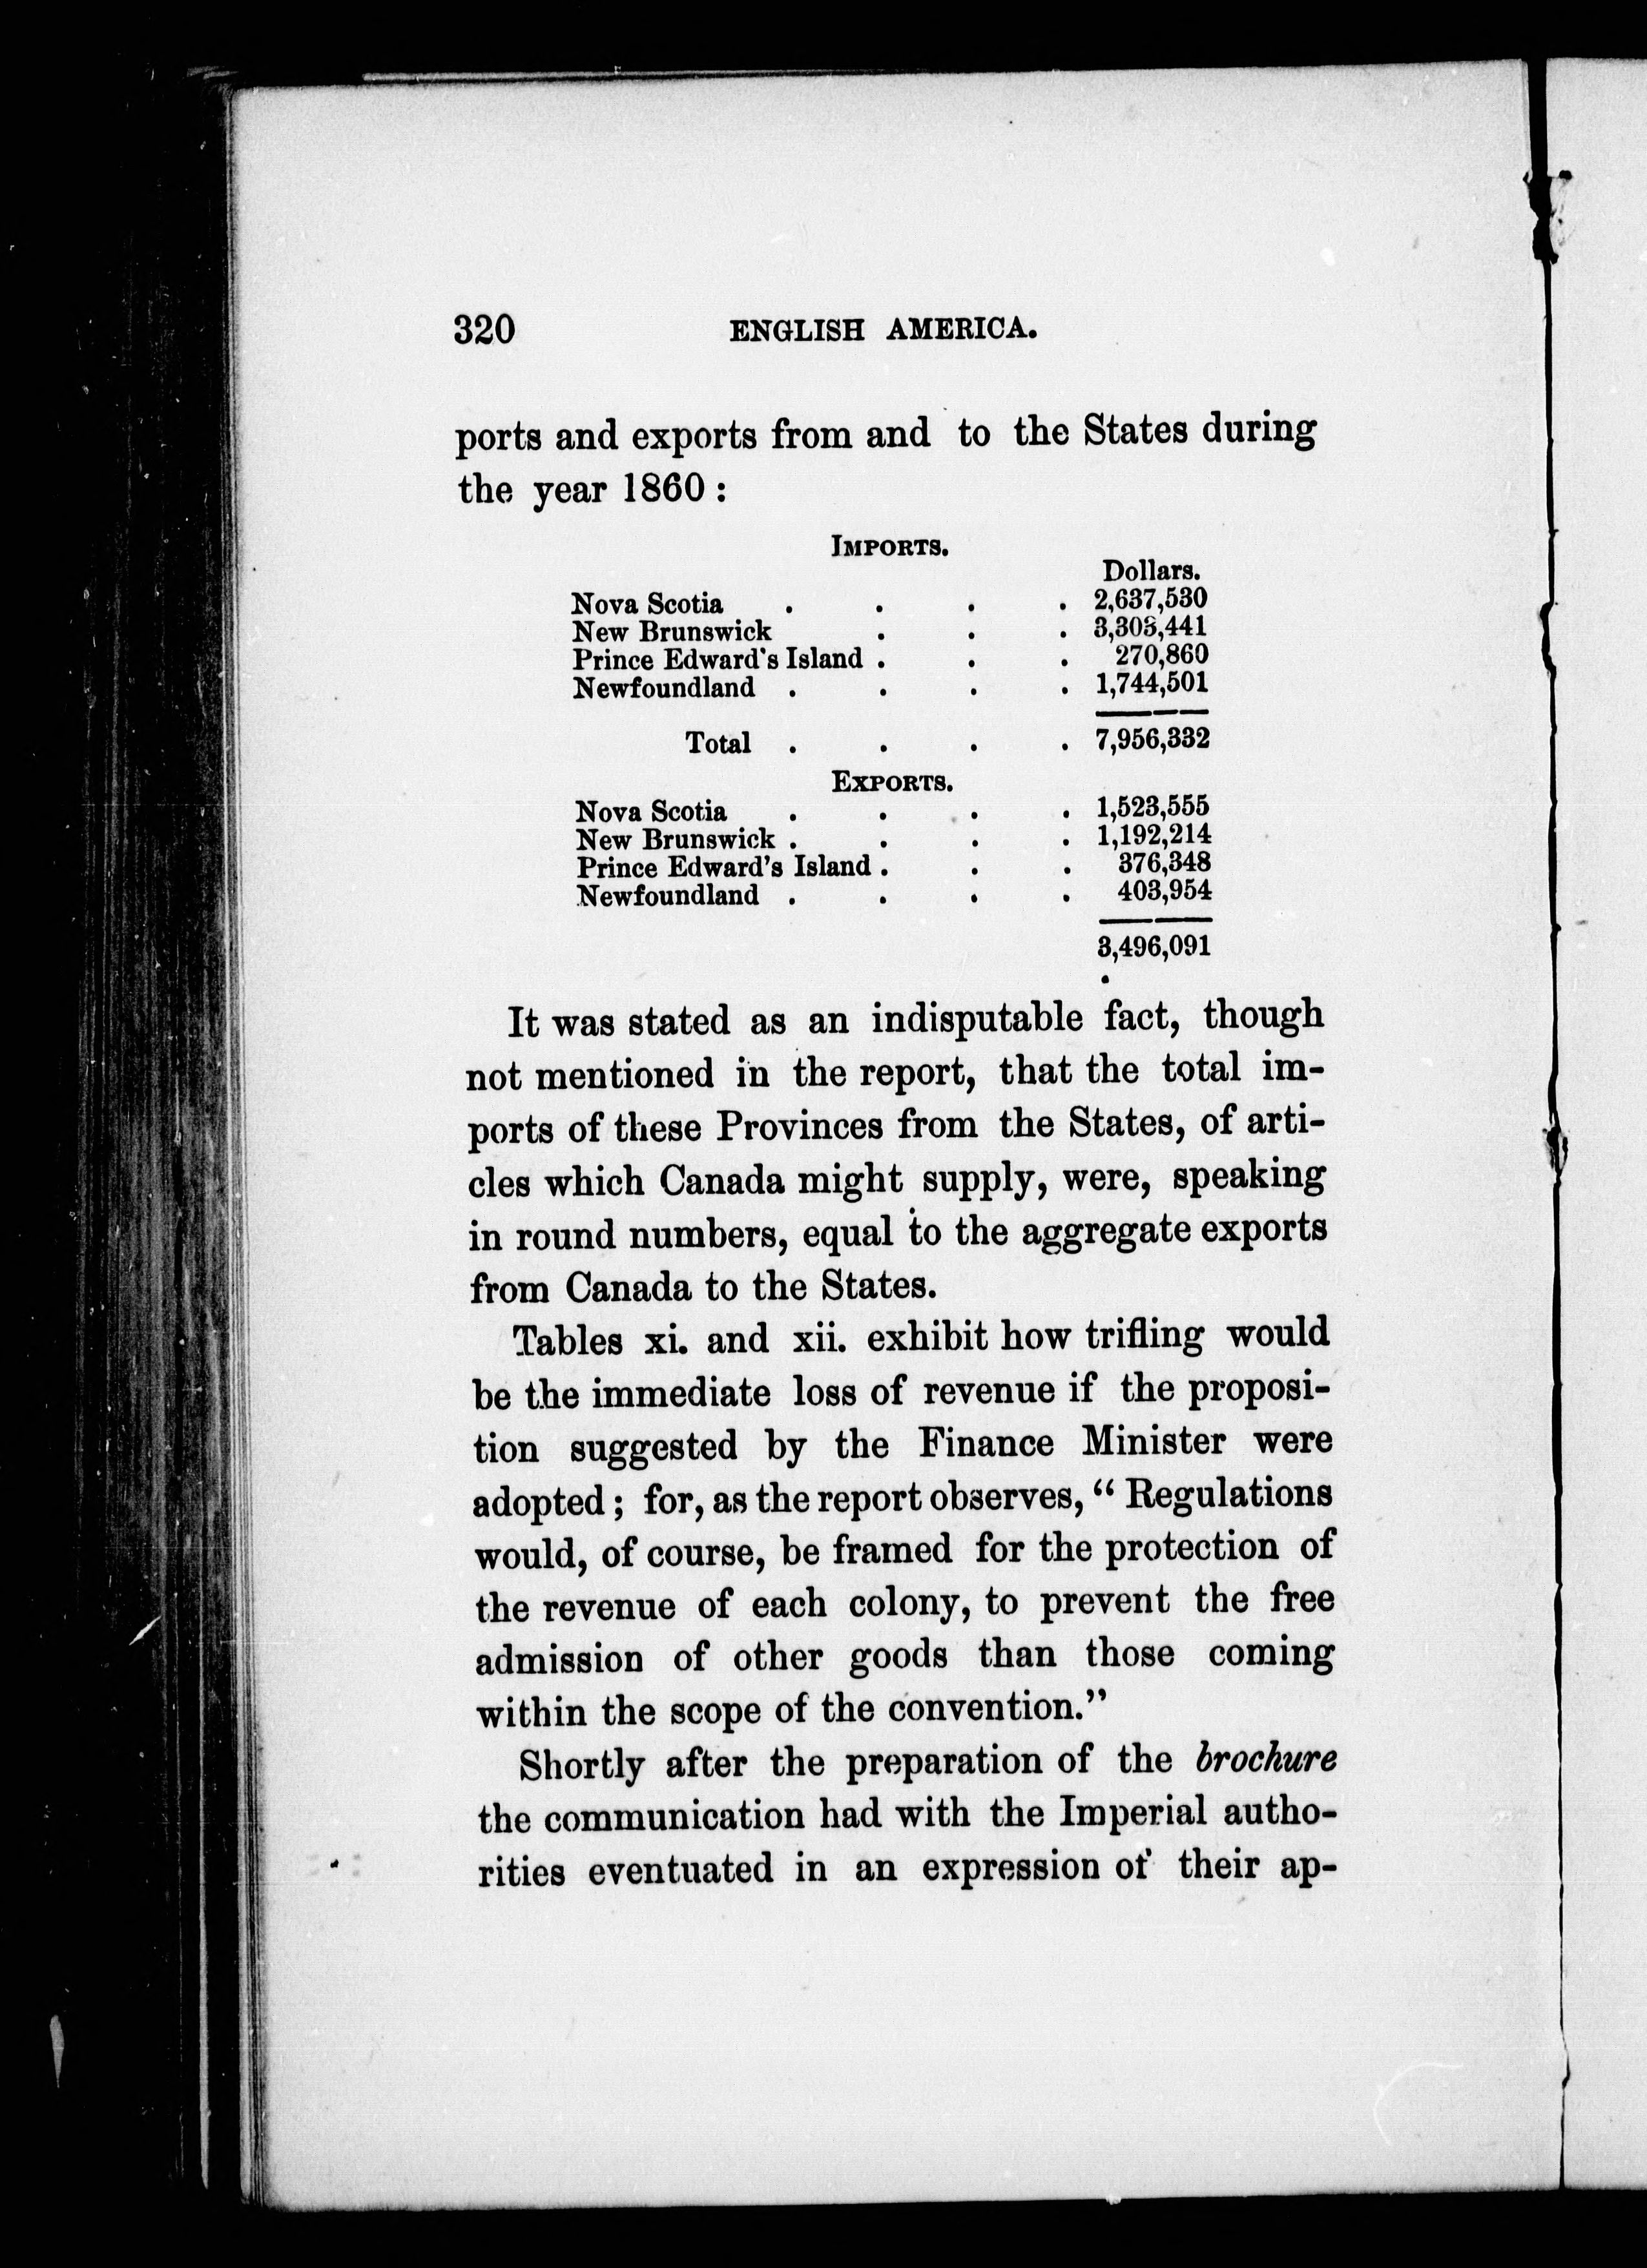 320 ENGLISH AMERICA.
ports and exports from and to the States during
the year 1860:
IMPORTS.
Dollars.
Nova Scotia . . . . 2,637,530
New Brunswick . . . 3,303,441
Prince Edward's Island . . . 270,860
Newfoundland . . . . 1,744,501
Total . . . . 7,956,332
EXPORTS.
Nova Scotia . . . . 1,523,555
New Brunswick . . . . 1,192,214
Prince Edward's Island . . . 376,348
Newfoundland . . . . 403,954
3,496,091
It was stated as an indisputable fact, though
not mentioned in the report, that the total im-
ports of these Provinces from the States, of arti-
cles which Canada might supply, were, speaking
in round numbers, equal to the aggregate exports
from Canada to the States.
Tables xi. and xii. exhibit how trifling would
be the immediate loss of revenue if the proposi-
tion suggested by the Finance Minister were
adopted; for, as the report observes, “Regulations
would, of course, be framed for the protection of
the revenue of each colony, to prevent the free
admission of other goods than those coming
within the scope of the convention.”
Shortly after the preparation of the brochure
the communication had with the Imperial autho-
rities eventuated in an expression of their ap-